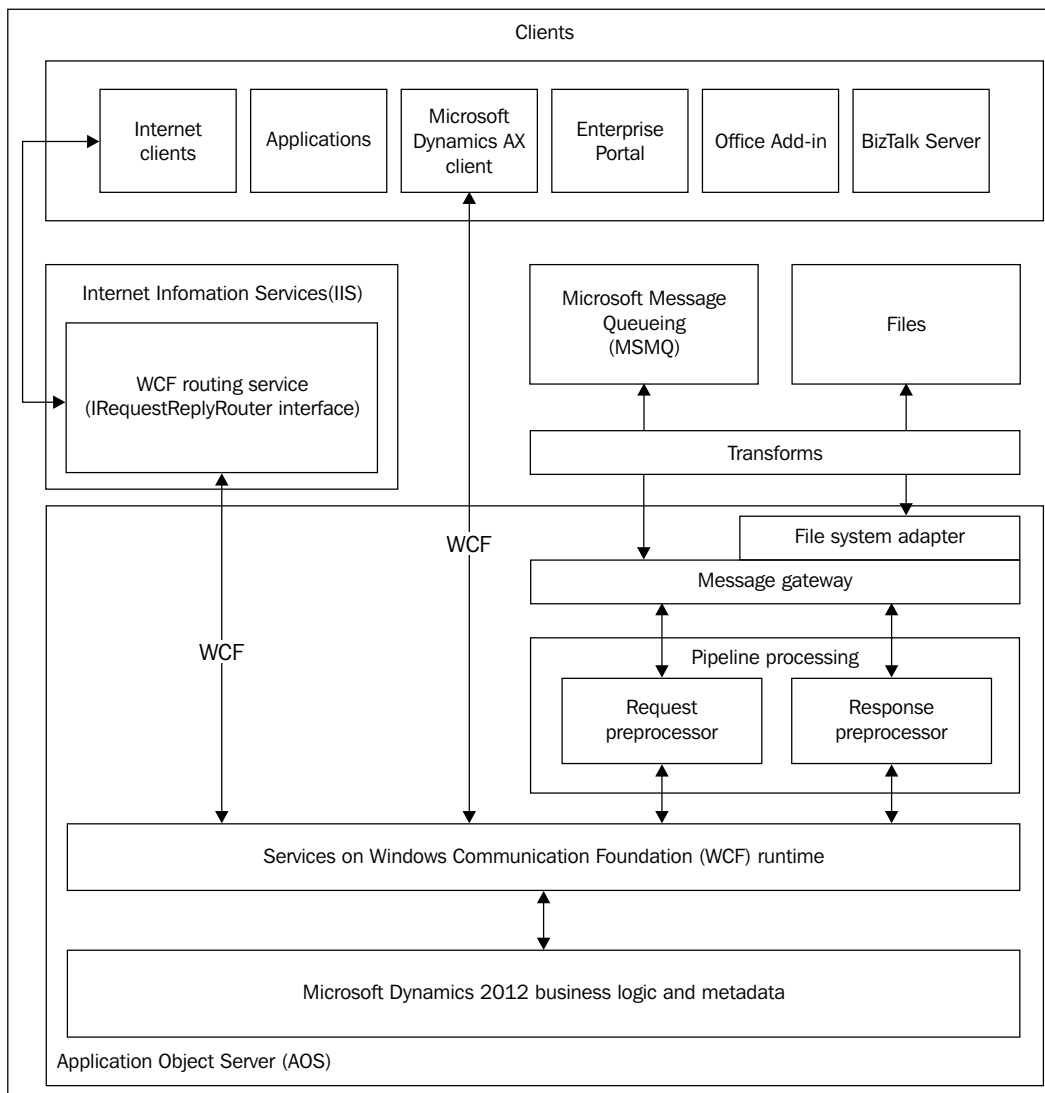 Clients
Internet
clients
Applications
Microsoft
Dynamics AX
client
Enterprise
Portal
Office Add-in
BizTalk Server
Internet Infomation Services(IIS)
WCF routing service
(IRequestReplyRouter interface)
Microsoft Message
Queueing
(MSMQ)
Files
Transforms
WCF
WCF
File system adapter
Message gateway
Pipeline processing
Request
preprocessor
Response
preprocessor
Services on Windows Communication Foundation (WCF) runtime
Microsoft Dynamics 2012 business logic and metadata
Application Object Server (AOS)